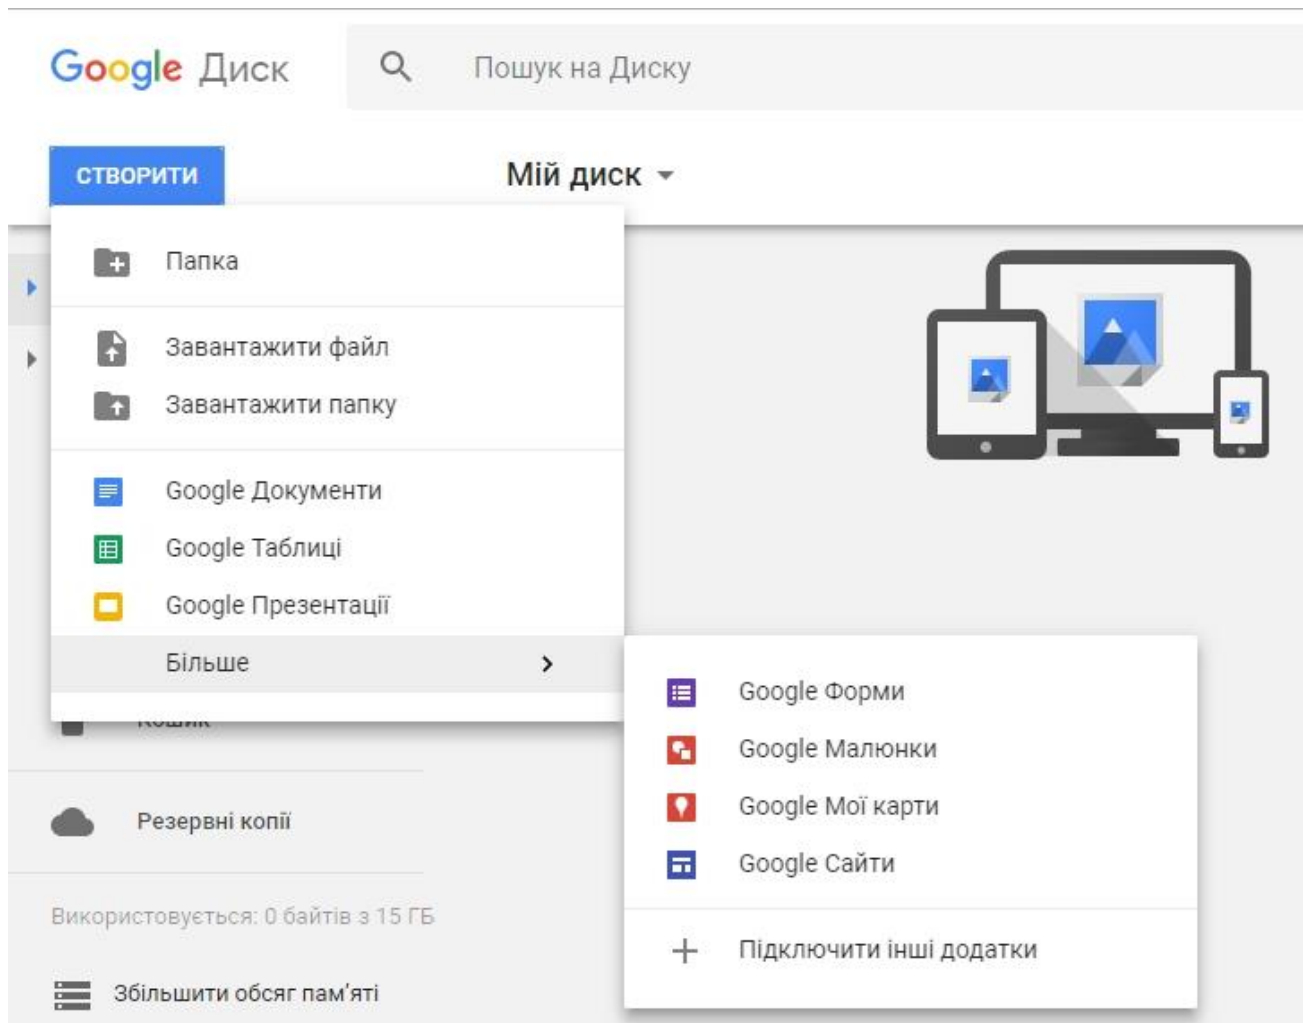 Google Диск
Пошук на Диску
СТВОРИТИ
Мій диск
Папка
Завантажити файл
Завантажити папку
Google Документи
Google Таблиці
Google Презентації
Більше
Google Форми
Google Малюнки
Google Мої карти
Google Сайти
Підключити інші додатки
Кошик
Резервні копії
Використовується: 0 байтів з 15 ГБ
Збільшити обсяг пам'яті